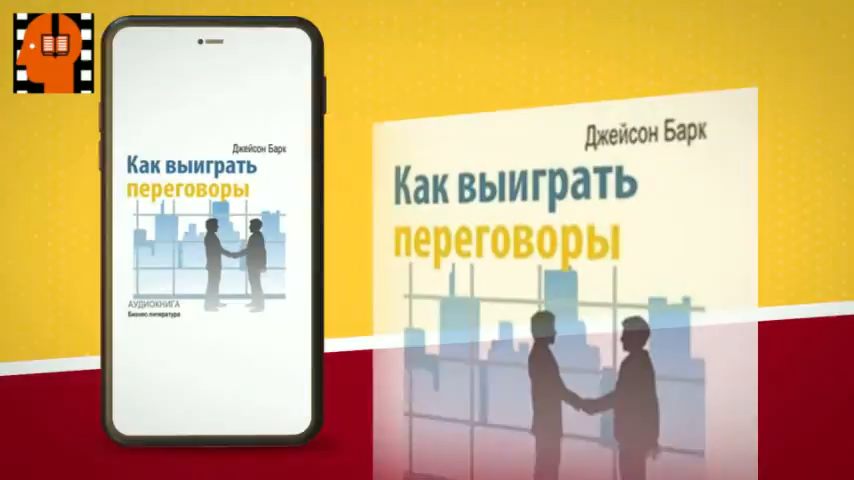 Джейсон Барк
Как выиграть
переговоры
АУДИОКНИГА
Бизнес литература
Джейсон Барк
Как выиграть
переговоры